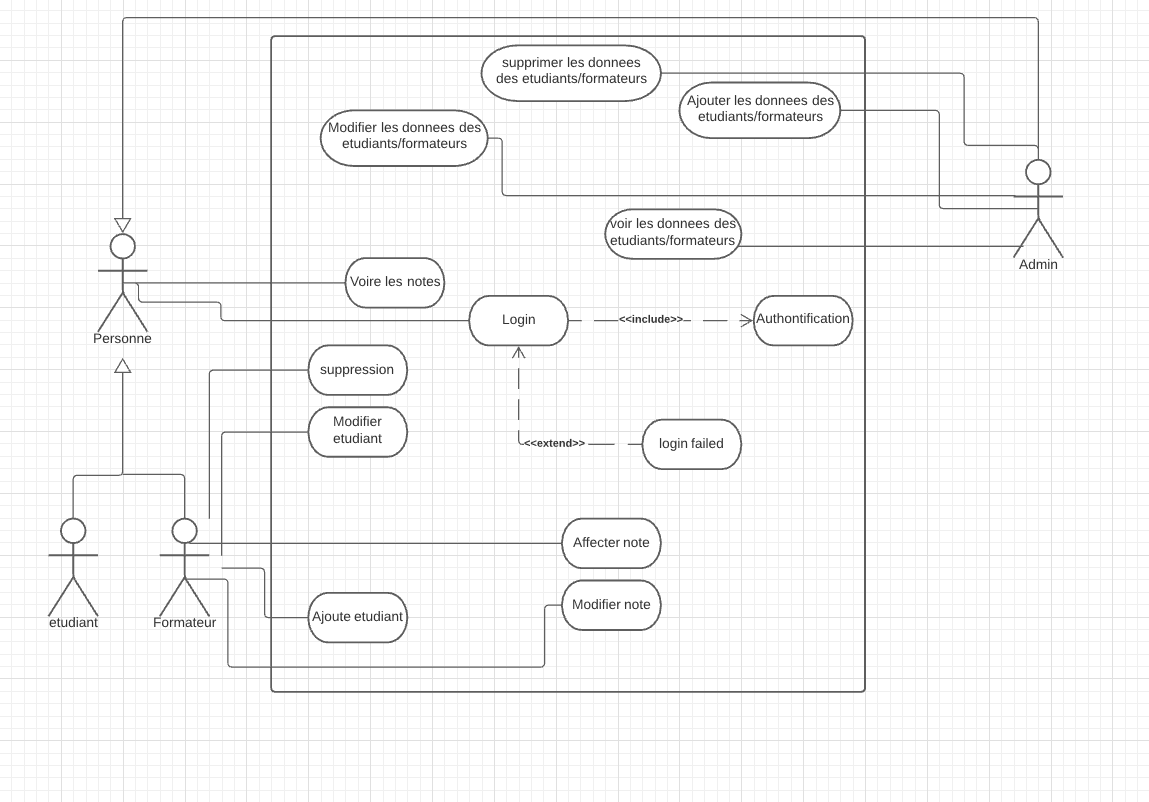 supprimer les donnees
des etudiants/formateurs
Ajouter les donnees des
etudiants/formateurs
Modifier les donnees des
etudiants/formateurs
voir les donnees des
etudiants/formateurs
Admin
Voire les notes
Personne
Login
<<include>>
Authontification
suppression
Modifier
etudiant
<<extend>>
login failed
Affecter note
Modifier note
Ajoute etudiant
etudiant
Formateur